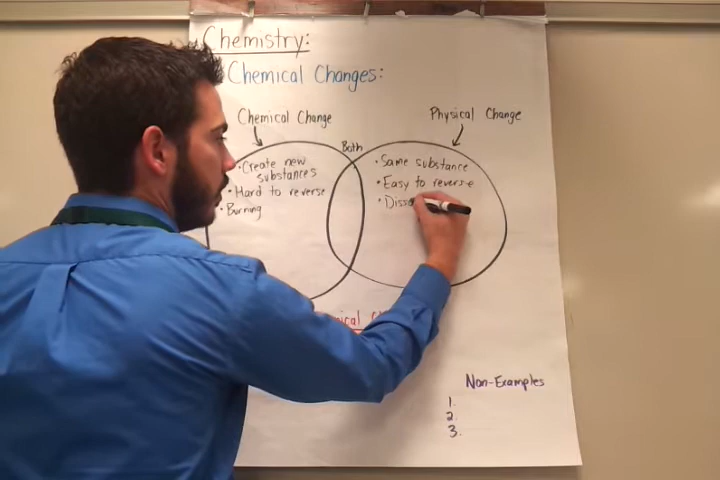 Chemistry:
Chemical Changes:
Chemical Change
Physical Change
Both
• Create new
substances
• Hard to reverse
• Burning
• Same substance
• Easy to reverse
Non-Examples
1.
2.
3.